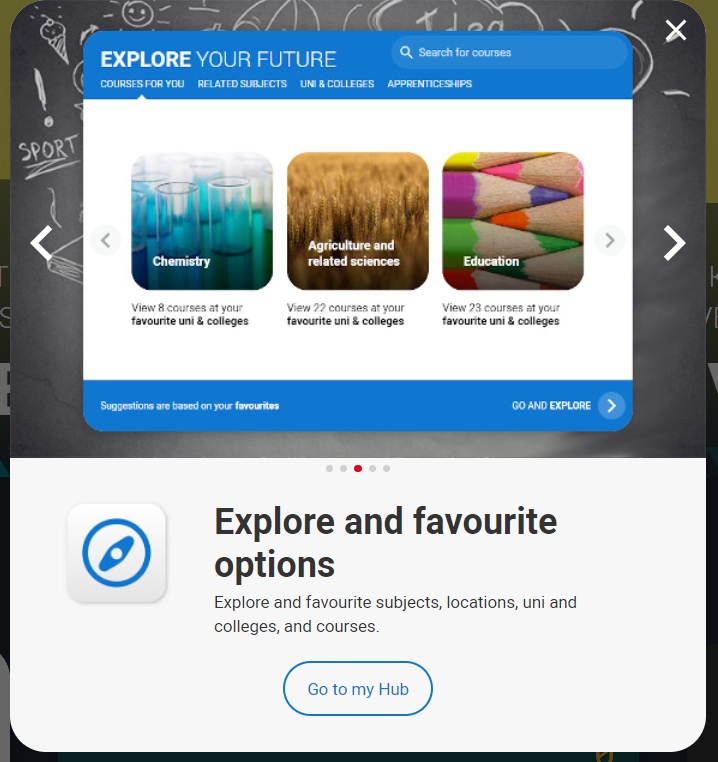 Idea
EXPLORE YOUR FUTURE
Search for courses
COURSES FOR YOU RELATED SUBJECTS UNI & COLLEGES APPRENTICESHIPS
SPORT
Chemistry
Agriculture and
related sciences
Education
View 8 courses at your
favourite uni & colleges
View 22 courses at your
favourite uni & colleges
View 23 courses at your
favourite uni & colleges
Suggestions are based on your favourites
GO AND EXPLORE
Explore and favourite
options
Explore and favourite subjects, locations, uni and
colleges, and courses.
Go to my Hub